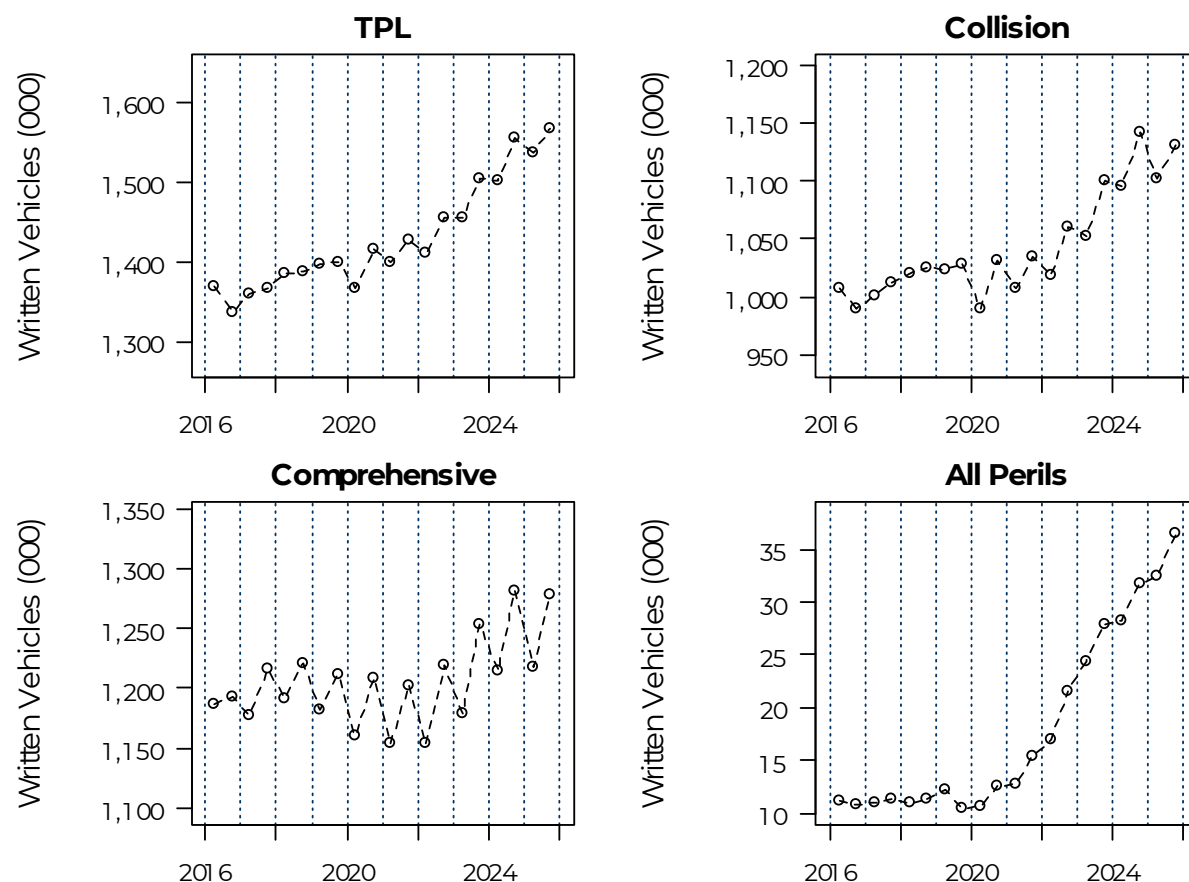 TPL
Written Vehicles (000)
1,600
1,500
1,400
1,300
2016 2020 2024
Collision
Written Vehicles (000)
1,200
1,150
1,100
1,050
1,000
950
2016 2020 2024
Comprehensive
Written Vehicles (000)
1,350
1,300
1,250
1,200
1,150
1,100
2016 2020 2024
All Perils
Written Vehicles (000)
35
30
25
20
15
10
2016 2020 2024